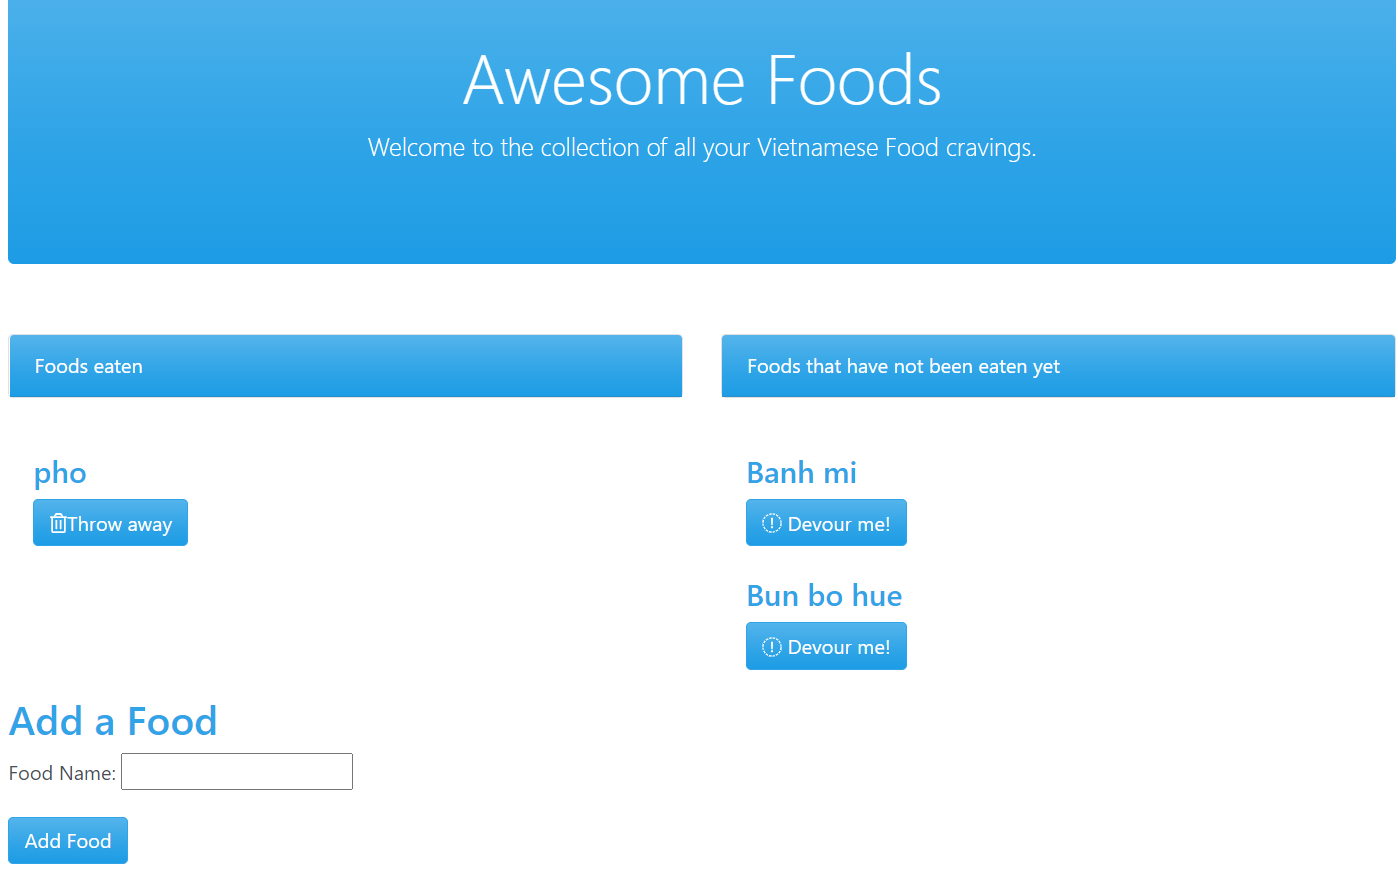 Awesome Foods
Welcome to the collection of all your Vietnamese Food cravings.
Foods eaten
pho
Throw away
Foods that have not been eaten yet
Banh mi
Devour me!
Bun bo hue
Devour me!
Add a Food
Food Name:
Add Food